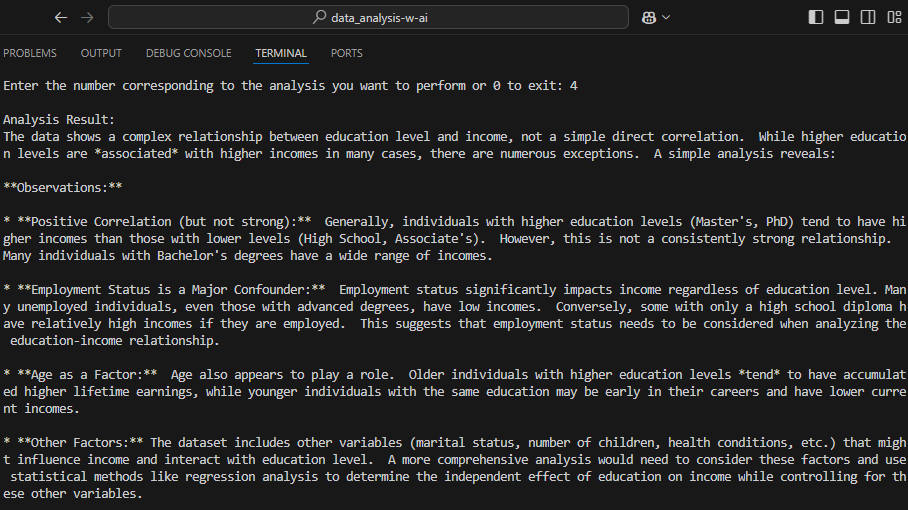 data_analysis-w-ai
PROBLEMS OUTPUT DEBUG CONSOLE TERMINAL PORTS
Enter the number corresponding to the analysis you want to perform or 0 to exit: 4
Analysis Result:
The data shows a complex relationship between education level and income, not a simple direct correlation.  While higher educatio
n levels are *associated* with higher incomes in many cases, there are numerous exceptions.  A simple analysis reveals:
**Observations:**
* **Positive Correlation (but not strong):**  Generally, individuals with higher education levels (Master's, PhD) tend to have hi
gher incomes than those with lower levels (High School, Associate's).  However, this is not a consistently strong relationship.
Many individuals with Bachelor's degrees have a wide range of incomes.
* **Employment Status is a Major Confounder:**  Employment status significantly impacts income regardless of education level. Man
y unemployed individuals, even those with advanced degrees, have low incomes.  Conversely, some with only a high school diploma h
ave relatively high incomes if they are employed.  This suggests that employment status needs to be considered when analyzing the
 education-income relationship.
* **Age as a Factor:**  Age also appears to play a role.  Older individuals with higher education levels *tend* to have accumulat
ed higher lifetime earnings, while younger individuals with the same education may be early in their careers and have lower curre
nt incomes.
* **Other Factors:** The dataset includes other variables (marital status, number of children, health conditions, etc.) that migh
t influence income and interact with education level.  A more comprehensive analysis would need to consider these factors and use
 statistical methods like regression analysis to determine the independent effect of education on income while controlling for th
ese other variables.